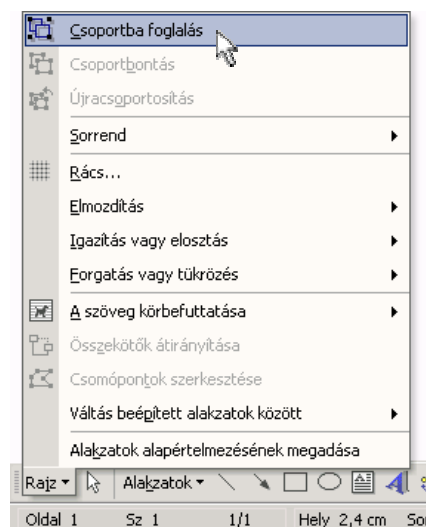 Csoportba foglalás
Csoportbontás
Újracsoportosítás
Sorrend
Rács...
Elmozdítás
Igazítás vagy elosztás
Forgatás vagy tükrözés
A szöveg körbefuttatása
Összekötők átirányítása
Csomópontok szerkesztése
Váltás beépített alakzatok között
Alakzatok alapértelmezésének megadása
Rajz Alakzatok
Oldal 1 Sz 1 1/1 Hely 2,4 cm